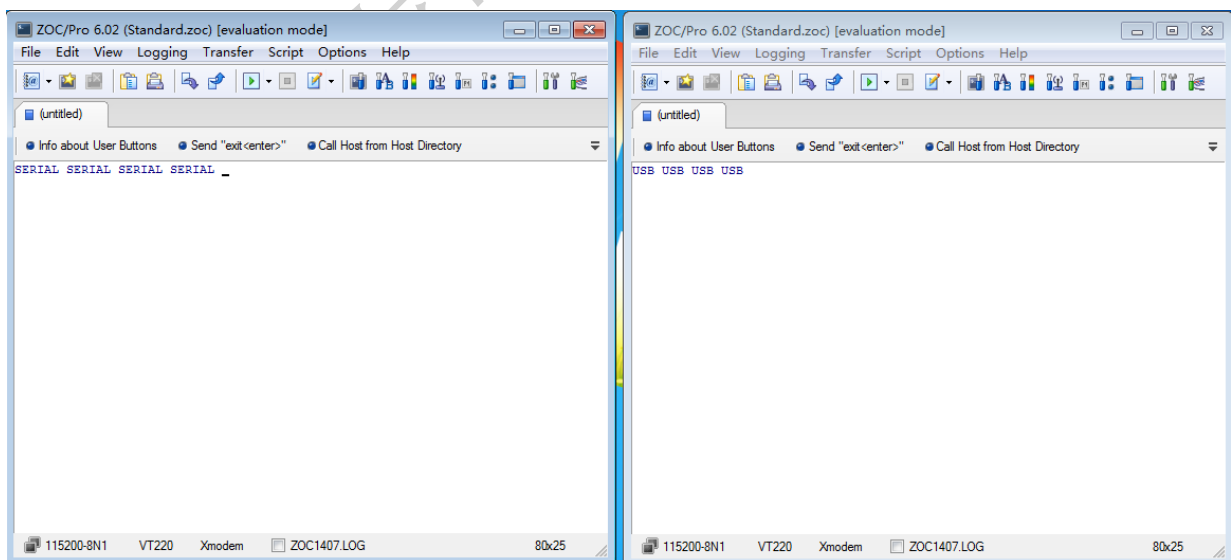 ZOC/Pro 6.02 (Standard.zoc) [evaluation mode]
File Edit View Logging Transfer Script Options Help
(untitled)
Info about User Buttons Send "exit<enter>" Call Host from Host Directory
SERIAL SERIAL SERIAL SERIAL _
115200-8N1 VT220 Xmodem ZOC1407.LOG 80x25
ZOC/Pro 6.02 (Standard.zoc) [evaluation mode]
File Edit View Logging Transfer Script Options Help
(untitled)
Info about User Buttons Send "exit<enter>" Call Host from Host Directory
USB USB USB USB
115200-8N1 VT220 Xmodem ZOC1407.LOG 80x25